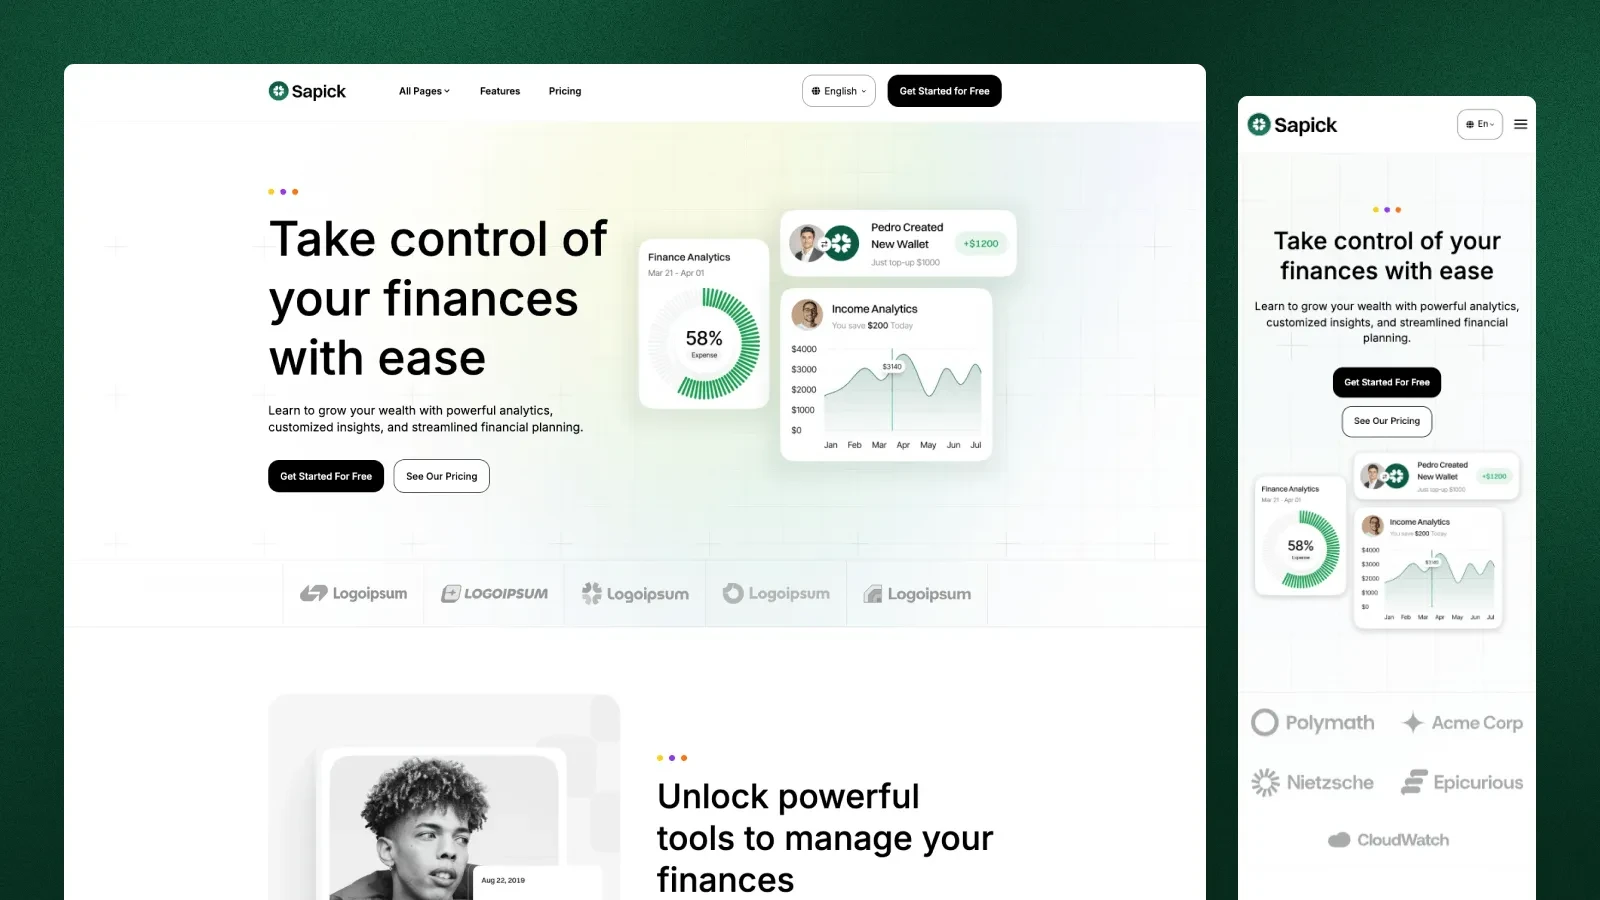 Sapick
All Pages
Features
Pricing
English
Get Started for Free
Take control of
your finances
with ease
Learn to grow your wealth with powerful analytics,
customized insights, and streamlined financial planning.
Get Started For Free
See Our Pricing
Finance Analytics
Mar 21 - Apr 01
58%
Expense
Pedro Created
New Wallet
Just top-up $1000
+$1200
Income Analytics
You save $200 Today
$4000
$3000
$2000
$1000
$0
$3140
Jan Feb Mar Apr May Jun Jul
Logoipsum
LOGOIPSUM
Logoipsum
Logoipsum
Logoipsum
Aug 22, 2019
Unlock powerful
tools to manage your
finances
Sapick
En
Take control of your
finances with ease
Learn to grow your wealth with powerful analytics,
customized insights, and streamlined financial
planning.
Get Started For Free
See Our Pricing
Finance Analytics
Mar 21 - Apr 01
58%
Expense
Pedro Created
New Wallet
Just top-up $1000
+$1200
Income Analytics
You save $200 Today
$4000
$3000
$2000
$1000
$0
$3140
Jan Feb Mar Apr May Jun Jul
Polymath
Acme Corp
Nietzsche
Epicurious
CloudWatch